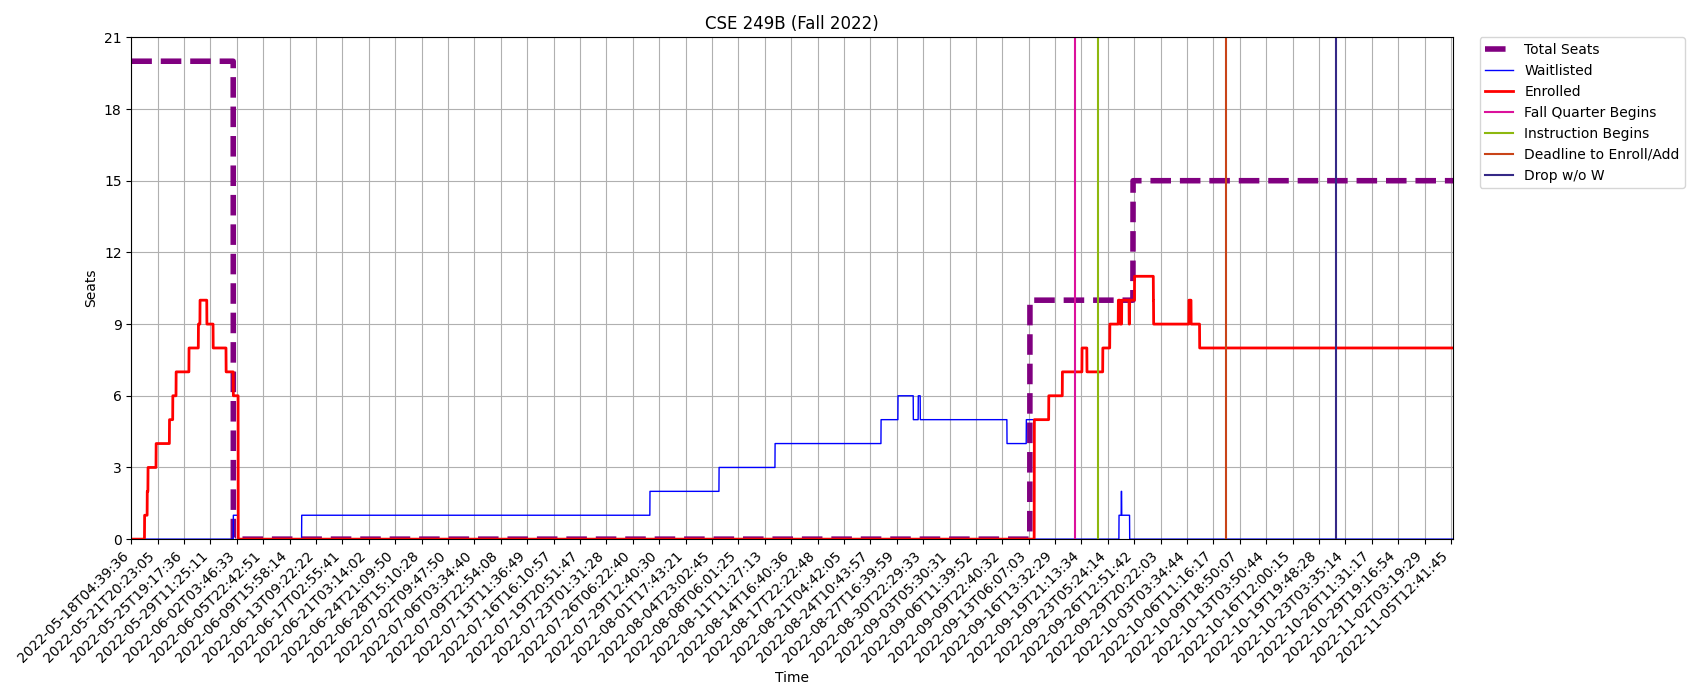 CSE 249B (Fall 2022)
21
18
15
12
9
6
3
0
Seats
2022-05-18T04:39:36
2022-05-21T20:23:05
2022-05-25T19:17:36
2022-05-29T11:25:11
2022-06-02T03:46:33
2022-06-05T22:42:51
2022-06-09T15:58:14
2022-06-13T09:22:22
2022-06-17T02:55:41
2022-06-21T03:14:02
2022-06-24T21:09:50
2022-06-28T15:10:28
2022-07-02T09:47:50
2022-07-06T03:34:40
2022-07-09T22:54:08
2022-07-13T11:36:49
2022-07-16T16:10:57
2022-07-19T20:51:47
2022-07-23T01:31:28
2022-07-26T06:22:40
2022-07-29T12:40:30
2022-08-01T17:43:21
2022-08-04T23:02:45
2022-08-08T06:01:25
2022-08-11T11:27:13
2022-08-14T16:40:36
2022-08-17T22:22:48
2022-08-21T04:42:05
2022-08-24T10:43:57
2022-08-27T16:39:59
2022-08-30T22:29:33
2022-09-03T05:30:31
2022-09-06T11:39:52
2022-09-09T22:40:32
2022-09-13T06:07:03
2022-09-16T13:32:29
2022-09-19T21:13:34
2022-09-23T05:24:14
2022-09-26T12:51:42
2022-09-29T20:22:03
2022-10-03T03:34:44
2022-10-06T11:16:17
2022-10-09T18:50:07
2022-10-13T03:50:44
2022-10-16T12:00:15
2022-10-19T19:48:28
2022-10-23T03:35:14
2022-10-26T11:31:17
2022-10-29T19:16:54
2022-11-02T03:19:29
2022-11-05T12:41:45
Time
Total Seats
Waitlisted
Enrolled
Fall Quarter Begins
Instruction Begins
Deadline to Enroll/Add
Drop w/o W